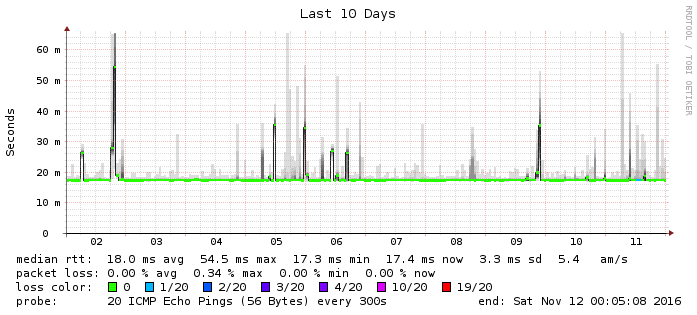 Last 10 Days
RRDTOOL / TOBI OETIKER
Seconds
60 m
50 m
40 m
30 m
20 m
10 m
0
02 03 04 05 06 07 08 09 10 11
median rtt: 18.0 ms avg 54.5 ms max 17.3 ms min 17.4 ms now 3.3 ms sd 5.4 am/s
packet loss: 0.00 % avg 0.34 % max 0.00 % min 0.00 % now
loss color: 0 1/20 2/20 3/20 4/20 10/20 19/20
probe: 20 ICMP Echo Pings (56 Bytes) every 300s end: Sat Nov 12 00:05:08 2016